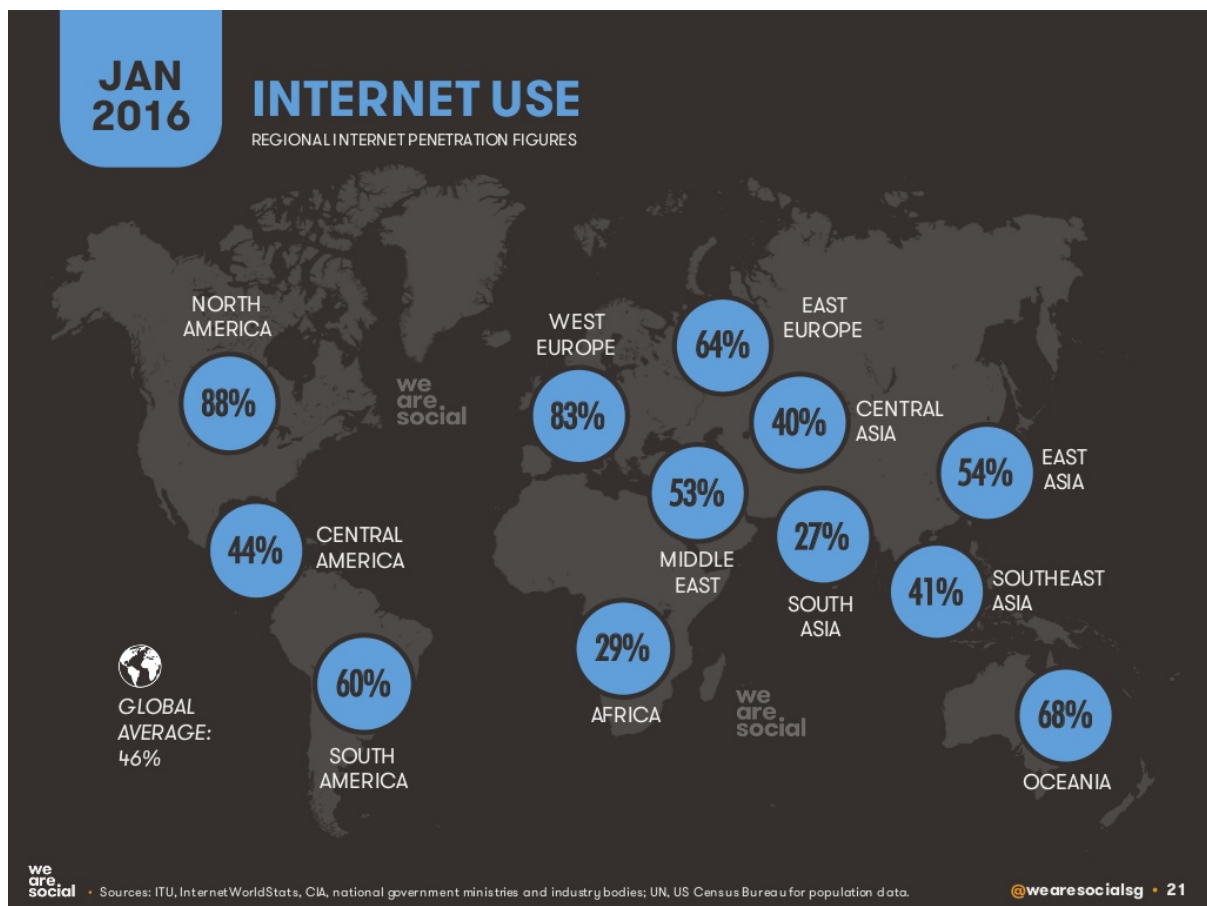 JAN
2016
INTERNET USE
REGIONAL INTERNET PENETRATION FIGURES
NORTH
AMERICA
88%
we
are
social
WEST
EUROPE
83%
64%
EAST
EUROPE
40%
CENTRAL
ASIA
54%
EAST
ASIA
53%
MIDDLE
EAST
27%
SOUTH
ASIA
44%
CENTRAL
AMERICA
41%
SOUTHEAST
ASIA
29%
AFRICA
60%
SOUTH
AMERICA
we
are
social
68%
OCEANIA
GLOBAL
AVERAGE:
46%
we
are
social
• Sources: ITU, InternetWorldStats, CIA, national government ministries and industry bodies; UN, US Census Bureau for population data.
@wearesocialsg • 21